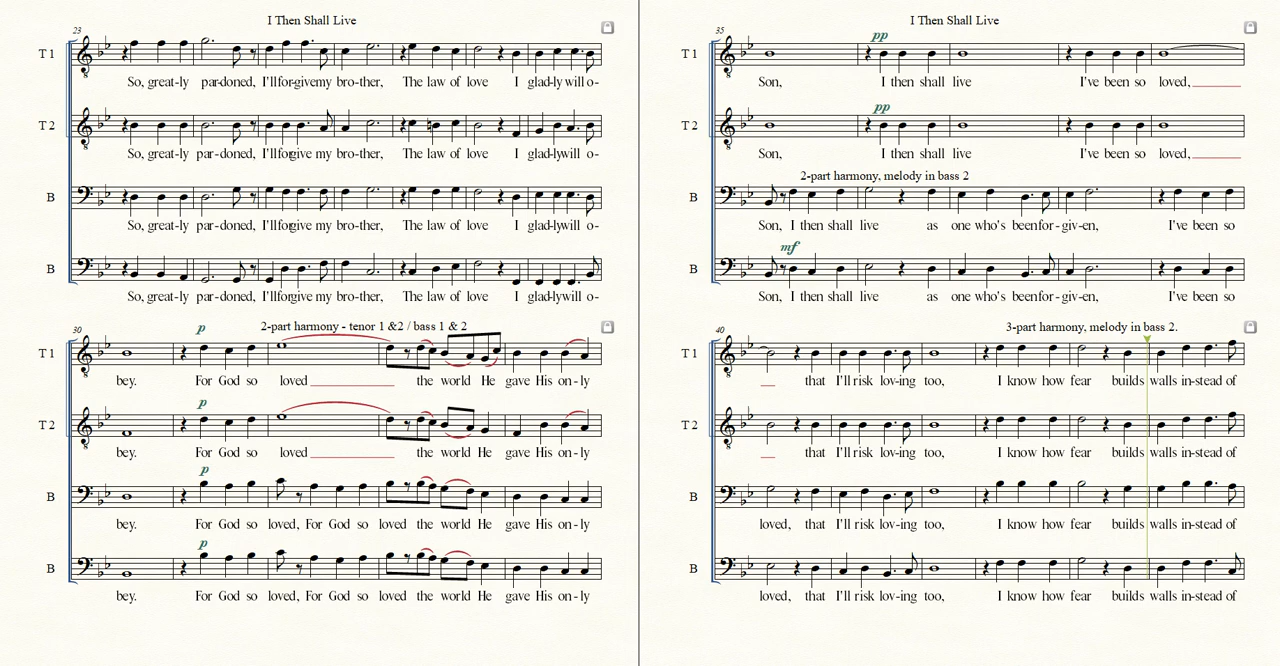 I Then Shall Live
23
T 1
So, great-ly par-doned, I'll forgive my bro-ther, The law of love I glad-ly will o-
T 2
So, great-ly par-doned, I'll forgive my bro-ther, The law of love I glad-ly will o-
B
So, great-ly par-doned, I'll forgive my bro-ther, The law of love I glad-ly will o-
B
So, great-ly par-doned, I'll forgive my bro-ther, The law of love I glad-ly will o-
30
p
2-part harmony - tenor 1 &2 / bass 1 & 2
T 1
bey. For God so loved the world He gave His on-ly
p
T 2
bey. For God so loved the world He gave His on-ly
p
B
bey. For God so loved, For God so loved the world He gave His on-ly
p
B
bey. For God so loved, For God so loved the world He gave His on-ly
I Then Shall Live
35
pp
T 1
Son, I then shall live I've been so loved,
pp
T 2
Son, I then shall live I've been so loved,
2-part harmony, melody in bass 2
B
Son, I then shall live as one who's been for-giv-en, I've been so
mf
B
Son, I then shall live as one who's been for-giv-en, I've been so
40
3-part harmony, melody in bass 2.
T 1
that I'll risk lov-ing too, I know how fear builds walls in-stead of
T 2
that I'll risk lov-ing too, I know how fear builds walls in-stead of
B
loved, that I'll risk lov-ing too, I know how fear builds walls in-stead of
B
loved, that I'll risk lov-ing too, I know how fear builds walls in-stead of